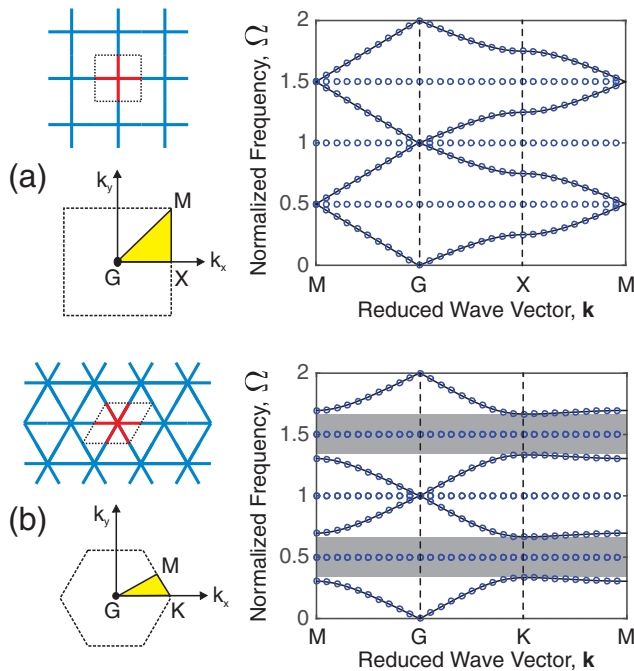 (a)
k_y
M
G
X
k_x
Normalized Frequency, Ω
2
1.5
1
0.5
0
M
G
X
M
Reduced Wave Vector, k
(b)
k_y
M
G
K
k_x
Normalized Frequency, Ω
2
1.5
1
0.5
0
M
G
K
M
Reduced Wave Vector, k